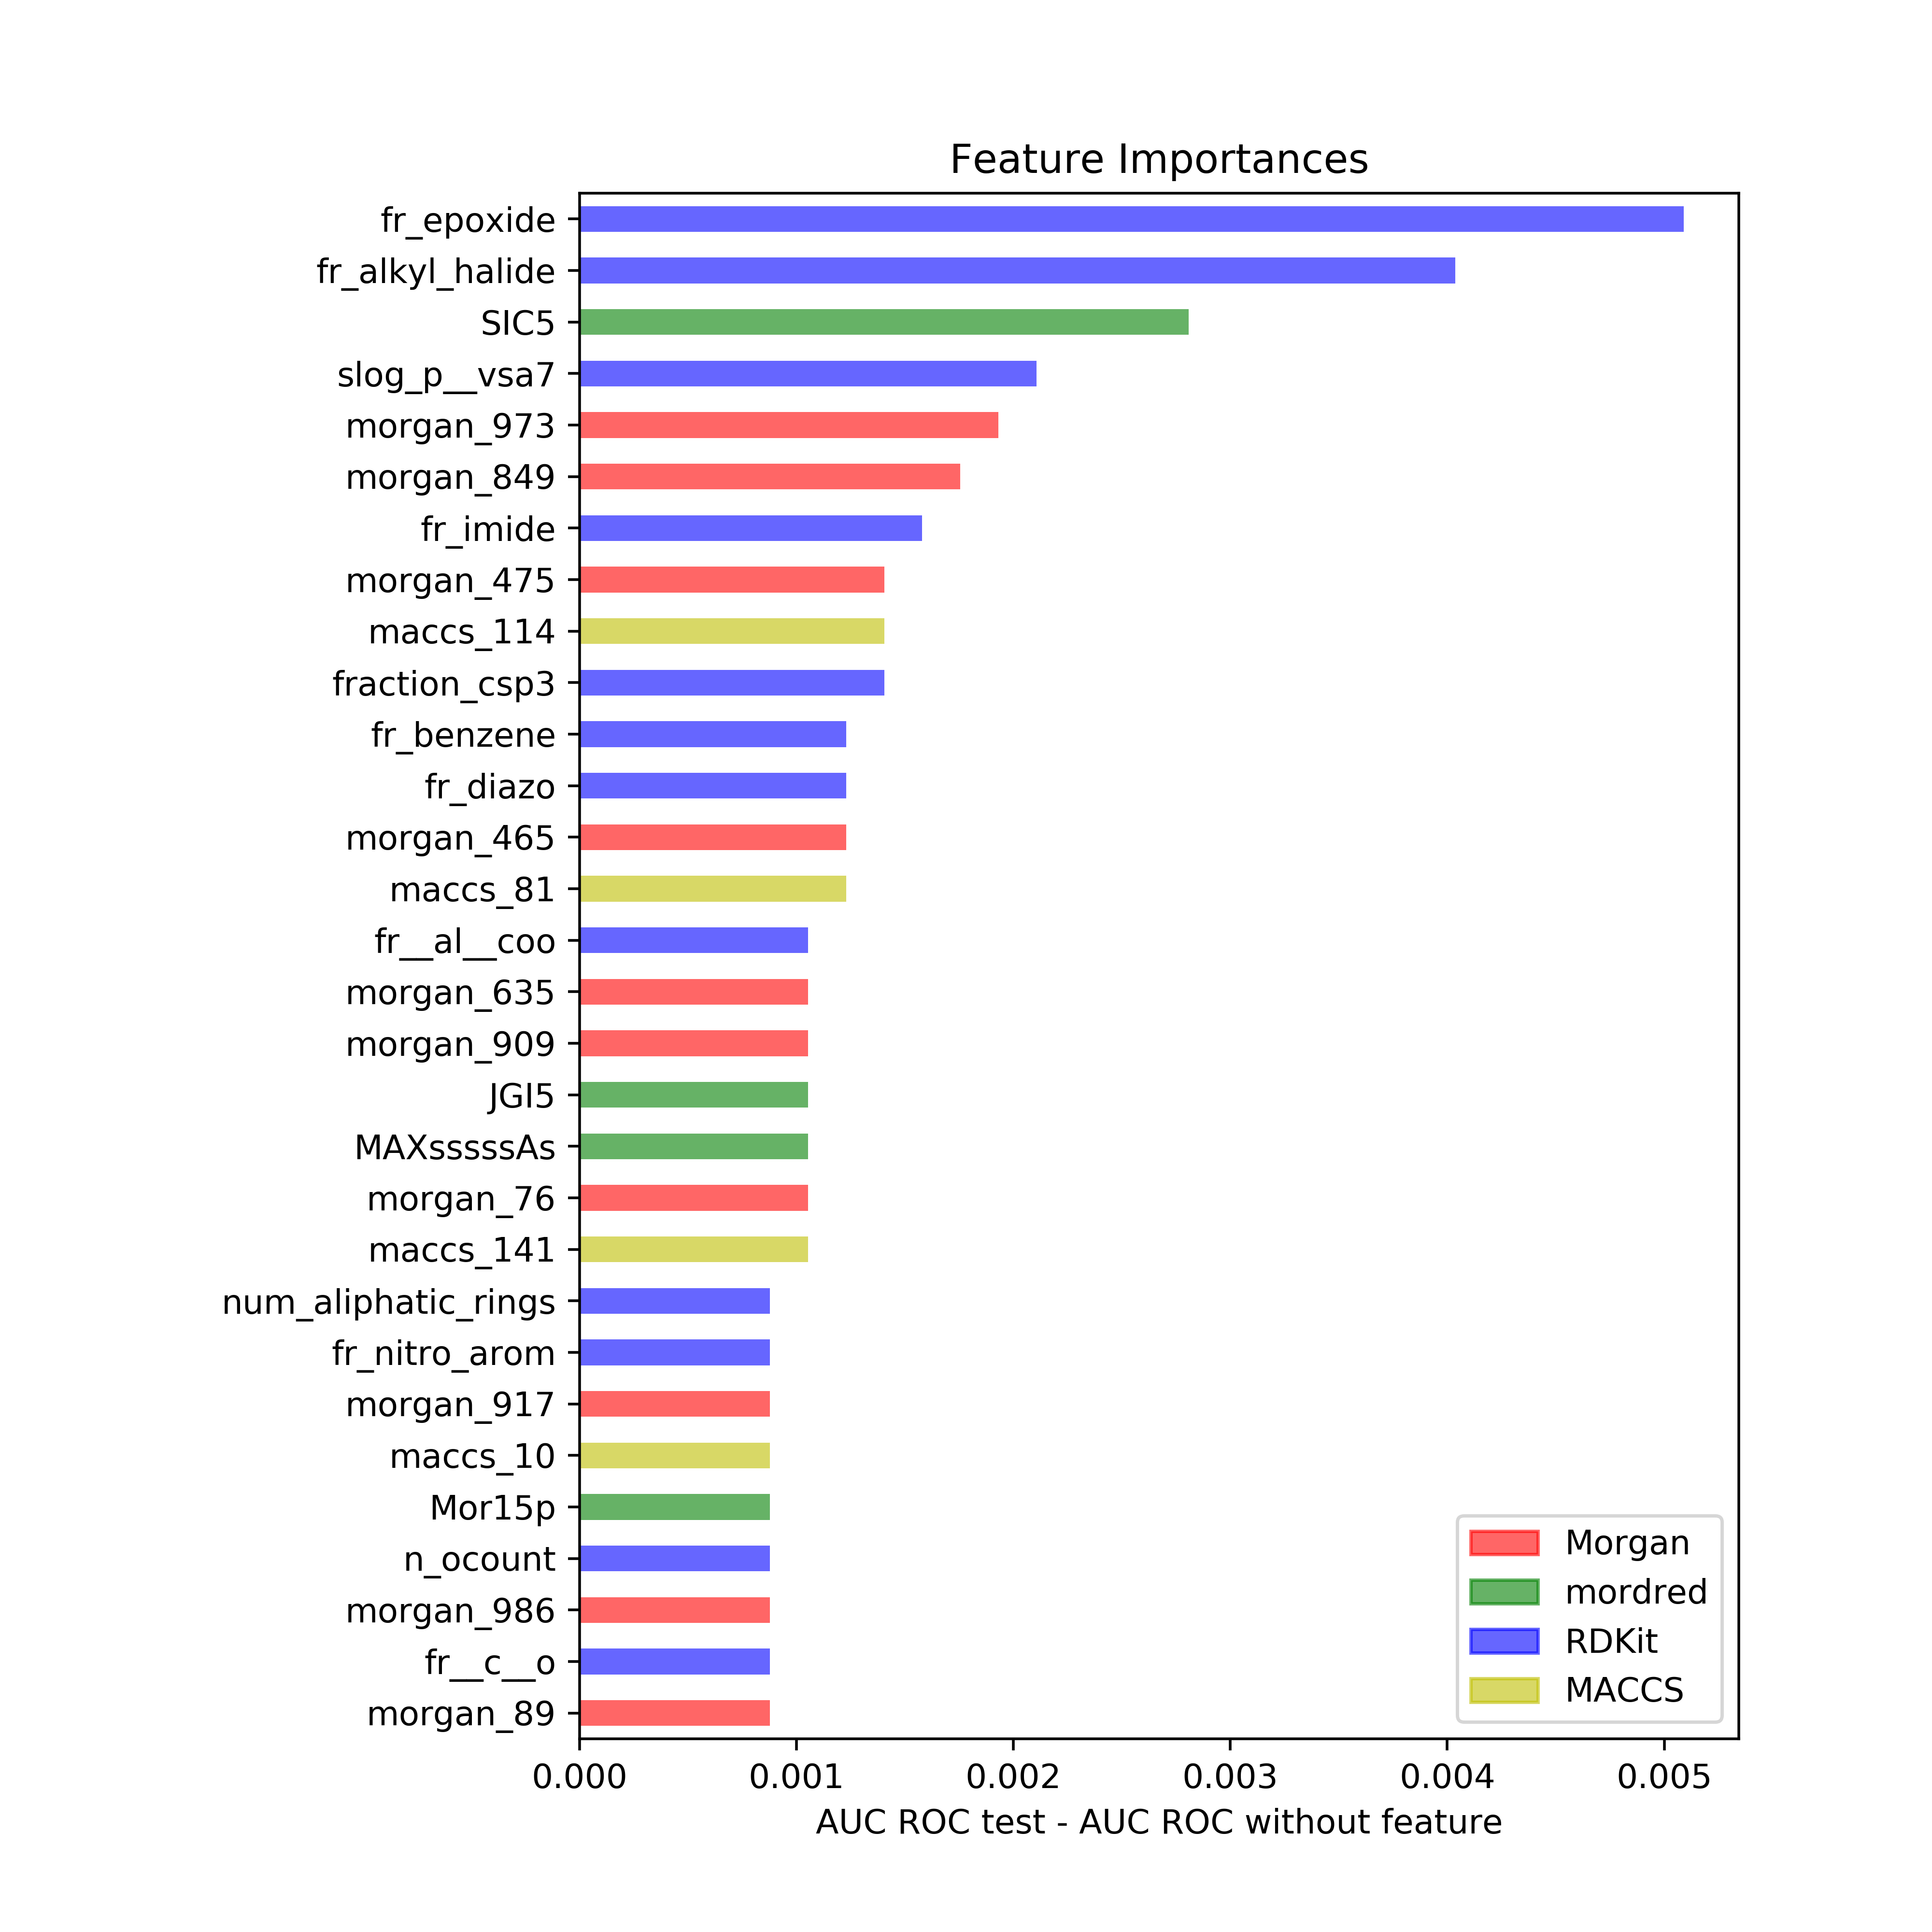 Feature Importances
fr_epoxide
fr_alkyl_halide
SIC5
slog_p__vsa7
morgan_973
morgan_849
fr_imide
morgan_475
maccs_114
fraction_csp3
fr_benzene
fr_diazo
morgan_465
maccs_81
fr__al__coo
morgan_635
morgan_909
JGI5
MAXsssssAs
morgan_76
maccs_141
num_aliphatic_rings
fr_nitro_arom
morgan_917
maccs_10
Mor15p
n_ocount
morgan_986
fr__c__o
morgan_89
Morgan
mordred
RDKit
MACCS
0.000 0.001 0.002 0.003 0.004 0.005
AUC ROC test - AUC ROC without feature